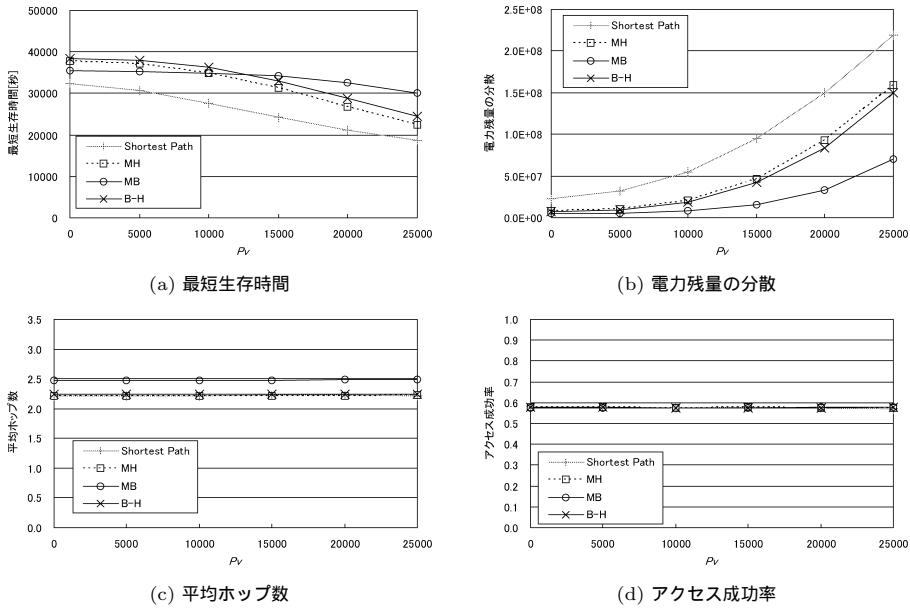 50000
40000
30000
20000
10000
0
最短生存時間[秒]
Shortest Path
MH
MB
B-H
0 5000 10000 15000 20000 25000
Pv
(a) 最短生存時間
2.5E+08
2.0E+08
1.5E+08
1.0E+08
5.0E+07
0.0E+00
電力残量の分散
Shortest Path
MH
MB
B-H
0 5000 10000 15000 20000 25000
Pv
(b) 電力残量の分散
3.5
3.0
2.5
2.0
1.5
1.0
0.5
0.0
平均ホップ数
Shortest Path
MH
MB
B-H
0 5000 10000 15000 20000 25000
Pv
(c) 平均ホップ数
1.0
0.9
0.8
0.7
0.6
0.5
0.4
0.3
0.2
0.1
0.0
アクセス成功率
Shortest Path
MH
MB
B-H
0 5000 10000 15000 20000 25000
Pv
(d) アクセス成功率